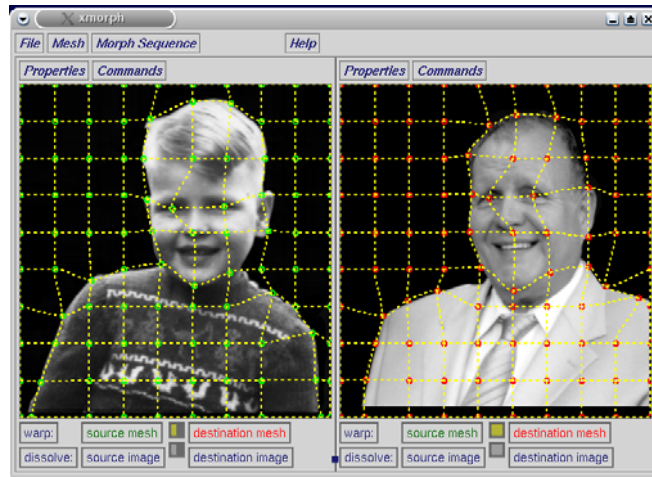 xmorph
File Mesh Morph Sequence Help
Properties Commands
Properties Commands
warp: source mesh destination mesh
dissolve: source image destination image
warp: source mesh destination mesh
dissolve: source image destination image